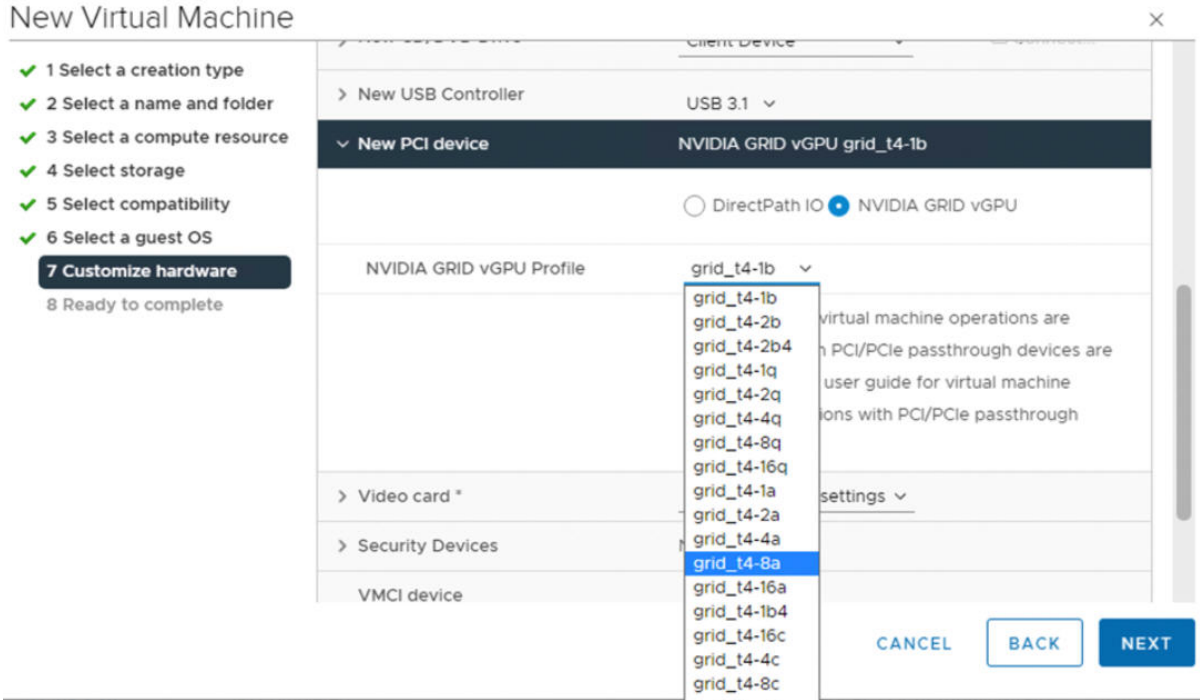 New Virtual Machine
1 Select a creation type
2 Select a name and folder
3 Select a compute resource
4 Select storage
5 Select compatibility
6 Select a guest OS
7 Customize hardware
8 Ready to complete
Client Device
New USB Controller USB 3.1
New PCI device NVIDIA GRID vGPU grid_t4-1b
DirectPath IO NVIDIA GRID vGPU
NVIDIA GRID vGPU Profile grid_t4-1b
grid_t4-1b
grid_t4-2b
grid_t4-2b4
grid_t4-1q
grid_t4-2q
grid_t4-4q
grid_t4-8q
grid_t4-16q
grid_t4-1a
grid_t4-2a
grid_t4-4a
grid_t4-8a
grid_t4-16a
grid_t4-1b4
grid_t4-16c
grid_t4-4c
grid_t4-8c
virtual machine operations are
PCI/PCIe passthrough devices are
user guide for virtual machine
with PCI/PCIe passthrough
Video card * settings
Security Devices
VMCI device
CANCEL BACK NEXT